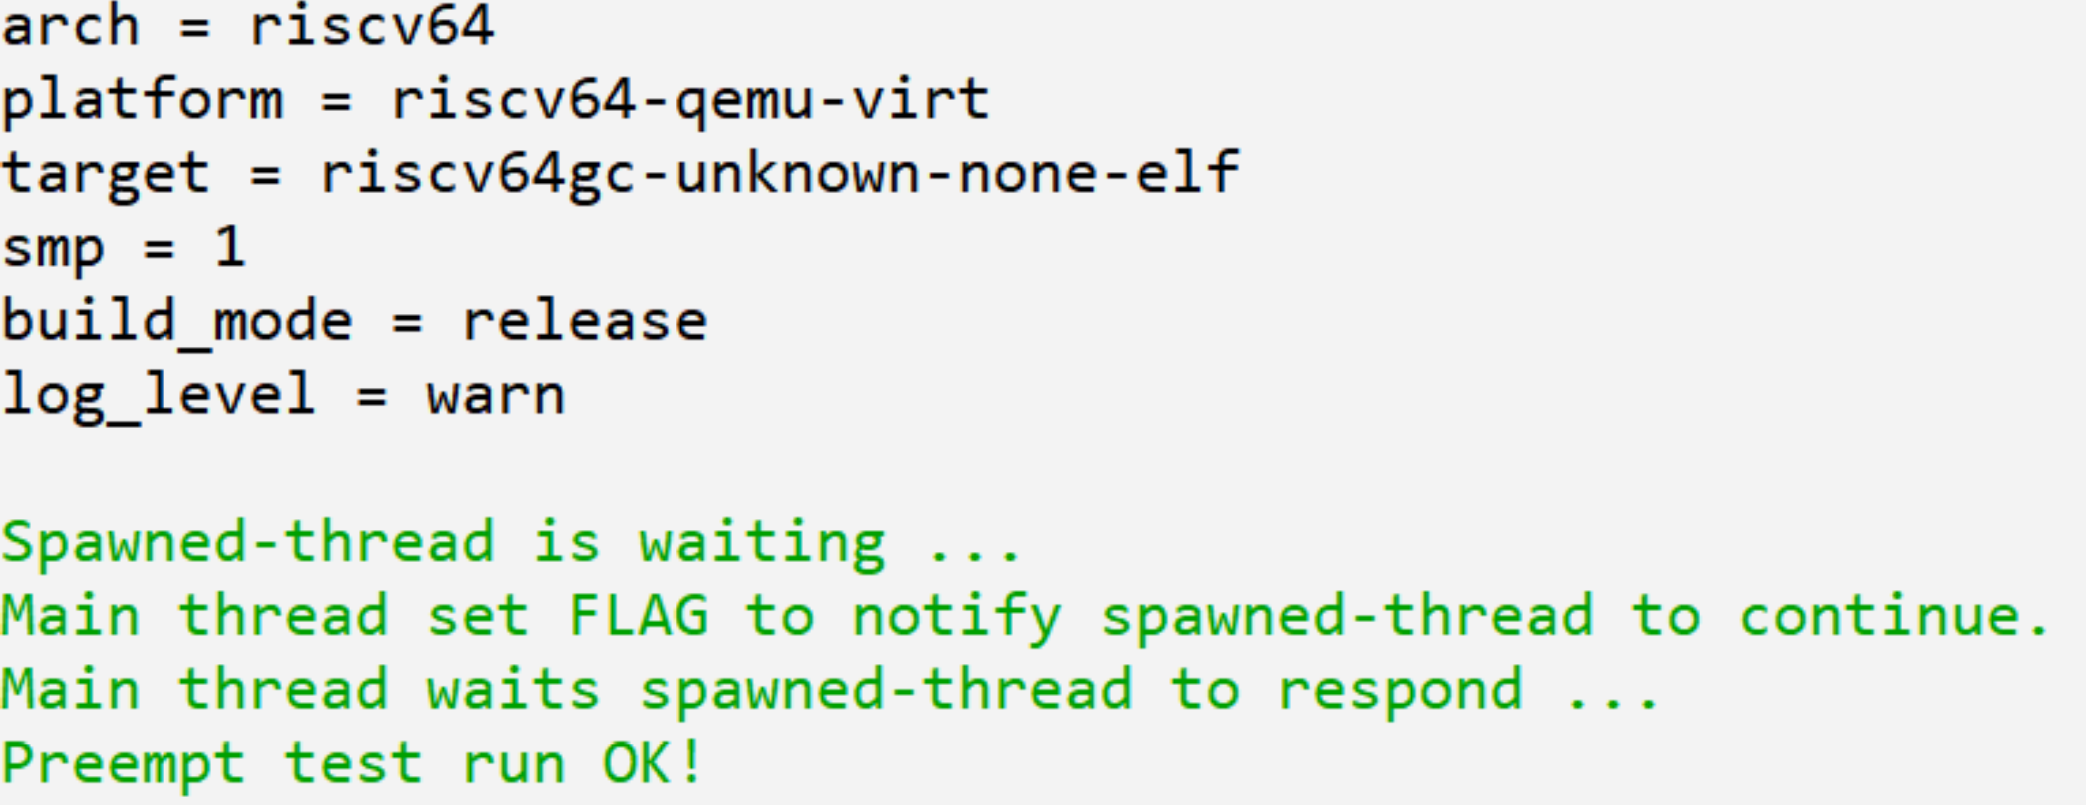 arch = riscv64
platform = riscv64-qemu-virt
target = riscv64gc-unknown-none-elf
smp = 1
build_mode = release
log_level = warn
Spawned-thread is waiting ...
Main thread set FLAG to notify spawned-thread to continue.
Main thread waits spawned-thread to respond ...
Preempt test run OK!